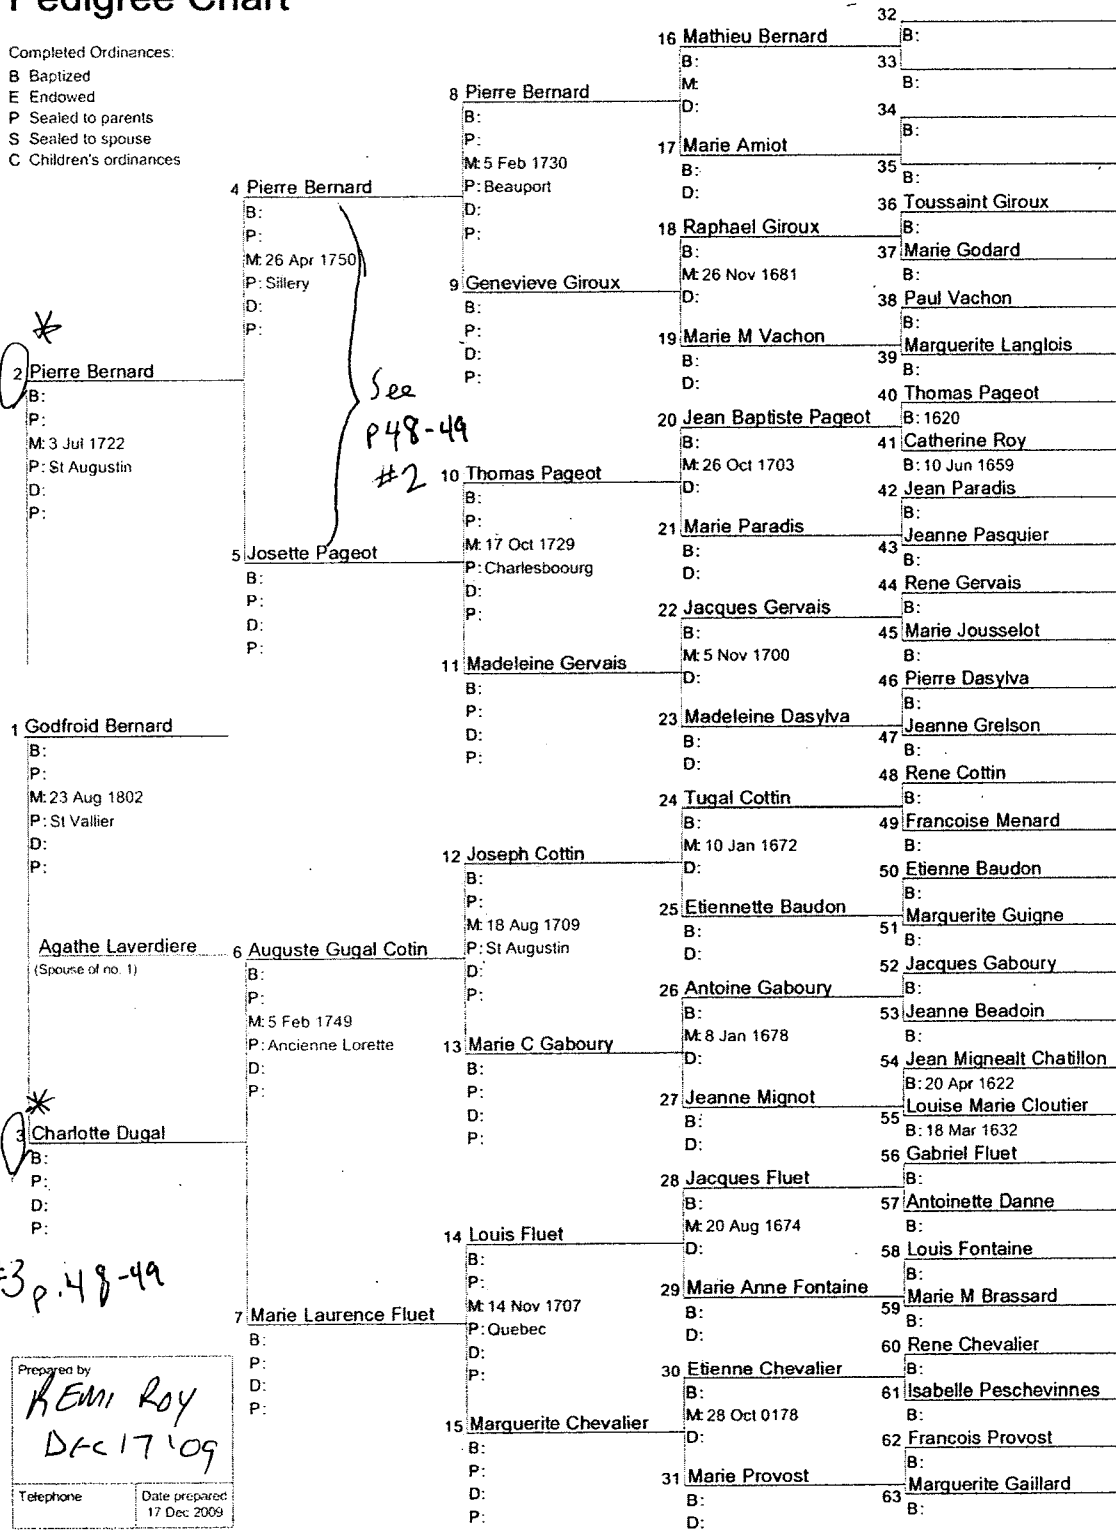 Pedigree Chart
Completed Ordinances:
B Baptized
E Endowed
P Sealed to parents
S Sealed to spouse
C Children's ordinances
*
2 Pierre Bernard
B:
P:
M: 3 Jul 1722
P: St Augustin
D:
P:
1 Godfroid Bernard
B:
P:
M: 23 Aug 1802
P: St Vallier
D:
P:
Agathe Laverdiere
(Spouse of no. 1)
*
3 Charlotte Dugal
B:
P:
D:
P:
#3 p.48-49
Prepared by
REMI ROY
DEC 17 '09
Telephone
Date prepared
17 Dec 2009
4 Pierre Bernard
B:
P:
M: 26 Apr 1750
P: Sillery
D:
P:
See
p48-49
#2
5 Josette Pageot
B:
P:
D:
P:
6 Auguste Gugal Cotin
B:
P:
M: 5 Feb 1749
P: Ancienne Lorette
D:
P:
7 Marie Laurence Fluet
B:
P:
D:
P:
8 Pierre Bernard
B:
P:
M: 5 Feb 1730
P: Beauport
D:
P:
9 Genevieve Giroux
B:
P:
D:
P:
10 Thomas Pageot
B:
P:
M: 17 Oct 1729
P: Charlesboourg
D:
P:
11 Madeleine Gervais
B:
P:
D:
P:
12 Joseph Cottin
B:
P:
M: 18 Aug 1709
P: St Augustin
D:
P:
13 Marie C Gaboury
B:
P:
D:
P:
14 Louis Fluet
B:
P:
M: 14 Nov 1707
P: Quebec
D:
P:
15 Marguerite Chevalier
B:
P:
D:
P:
16 Mathieu Bernard
B:
M:
D:
17 Marie Amiot
B:
D:
18 Raphael Giroux
B:
M: 26 Nov 1681
D:
19 Marie M Vachon
B:
D:
20 Jean Baptiste Pageot
B:
M: 26 Oct 1703
D:
21 Marie Paradis
B:
D:
22 Jacques Gervais
B:
M: 5 Nov 1700
D:
23 Madeleine Dasylva
B:
D:
24 Tugal Cottin
B:
M: 10 Jan 1672
D:
25 Etiennette Baudon
B:
D:
26 Antoine Gaboury
B:
M: 8 Jan 1678
D:
27 Jeanne Mignot
B:
D:
28 Jacques Fluet
B:
M: 20 Aug 1674
D:
29 Marie Anne Fontaine
B:
D:
30 Etienne Chevalier
B:
M: 28 Oct 0178
D:
31 Marie Provost
B:
D:
32
B:
33
B:
34
B:
35
B:
36 Toussaint Giroux
B:
37 Marie Godard
B:
38 Paul Vachon
B:
39 Marguerite Langlois
B:
40 Thomas Pageot
B: 1620
41 Catherine Roy
B: 10 Jun 1659
42 Jean Paradis
B:
43 Jeanne Pasquier
B:
44 Rene Gervais
B:
45 Marie Jousselot
B:
46 Pierre Dasylva
B:
47 Jeanne Grelson
B:
48 Rene Cottin
B:
49 Francoise Menard
B:
50 Etienne Baudon
B:
51 Marguerite Guigne
B:
52 Jacques Gaboury
B:
53 Jeanne Beadoin
B:
54 Jean Mignealt Chatillon
B: 20 Apr 1622
55 Louise Marie Cloutier
B: 18 Mar 1632
56 Gabriel Fluet
B:
57 Antoinette Danne
B:
58 Louis Fontaine
B:
59 Marie M Brassard
B:
60 Rene Chevalier
B:
61 Isabelle Peschevinnes
B:
62 Francois Provost
B:
63 Marguerite Gaillard
B: